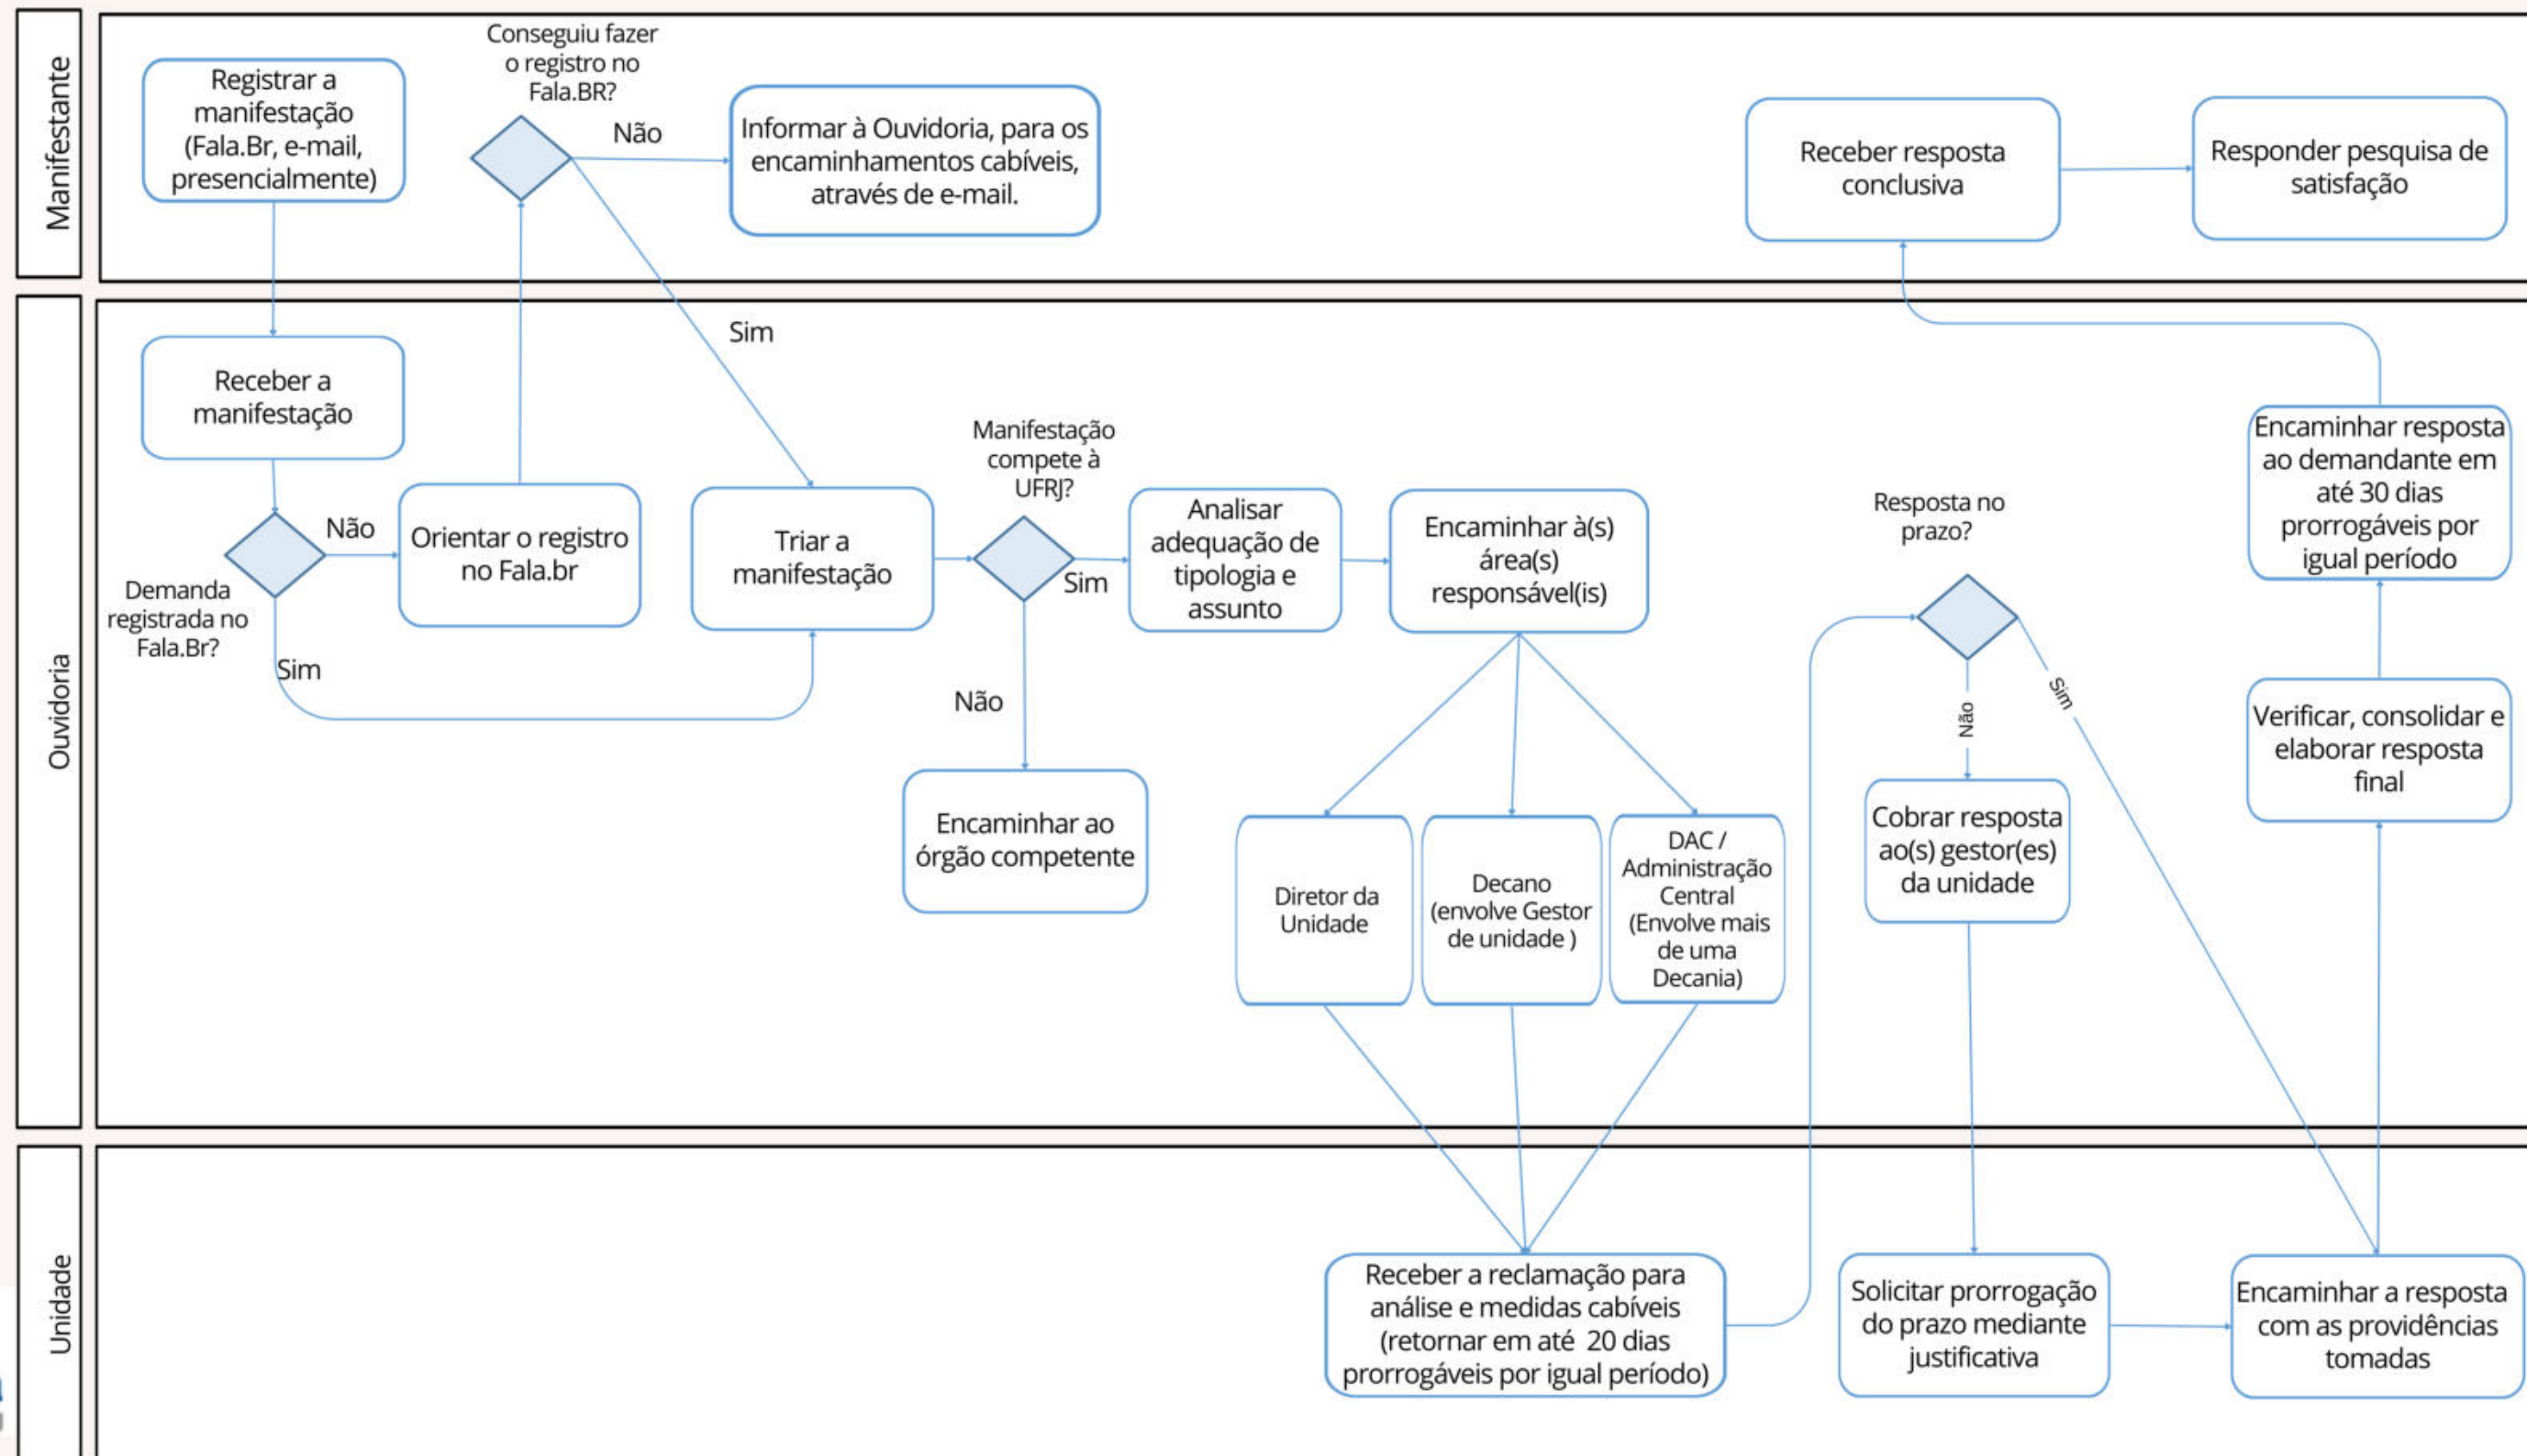 Manifestante
Registrar a
manifestação
(Fala.Br, e-mail,
presencialmente)
Conseguiu fazer
o registro no
Fala.BR?
Não
Informar à Ouvidoria, para os
encaminhamentos cabíveis,
através de e-mail.
Receber resposta
conclusiva
Responder pesquisa de
satisfação
Ouvidoria
Sim
Receber a
manifestação
Demanda
registrada no
Fala.Br?
Não
Sim
Orientar o registro
no Fala.br
Triar a
manifestação
Manifestação
compete à
UFRJ?
Sim
Não
Encaminhar ao
órgão competente
Analisar
adequação de
tipologia e
assunto
Encaminhar à(s)
área(s)
responsável(is)
Diretor da
Unidade
Decano
(envolve Gestor
de unidade )
DAC /
Administração
Central
(Envolve mais
de uma
Decania)
Resposta no
prazo?
Não
Sim
Cobrar resposta
ao(s) gestor(es)
da unidade
Encaminhar resposta
ao demandante em
até 30 dias
prorrogáveis por
igual período
Verificar, consolidar e
elaborar resposta
final
Unidade
Receber a reclamação para
análise e medidas cabíveis
(retornar em até 20 dias
prorrogáveis por igual período)
Solicitar prorrogação
do prazo mediante
justificativa
Encaminhar a resposta
com as providências
tomadas